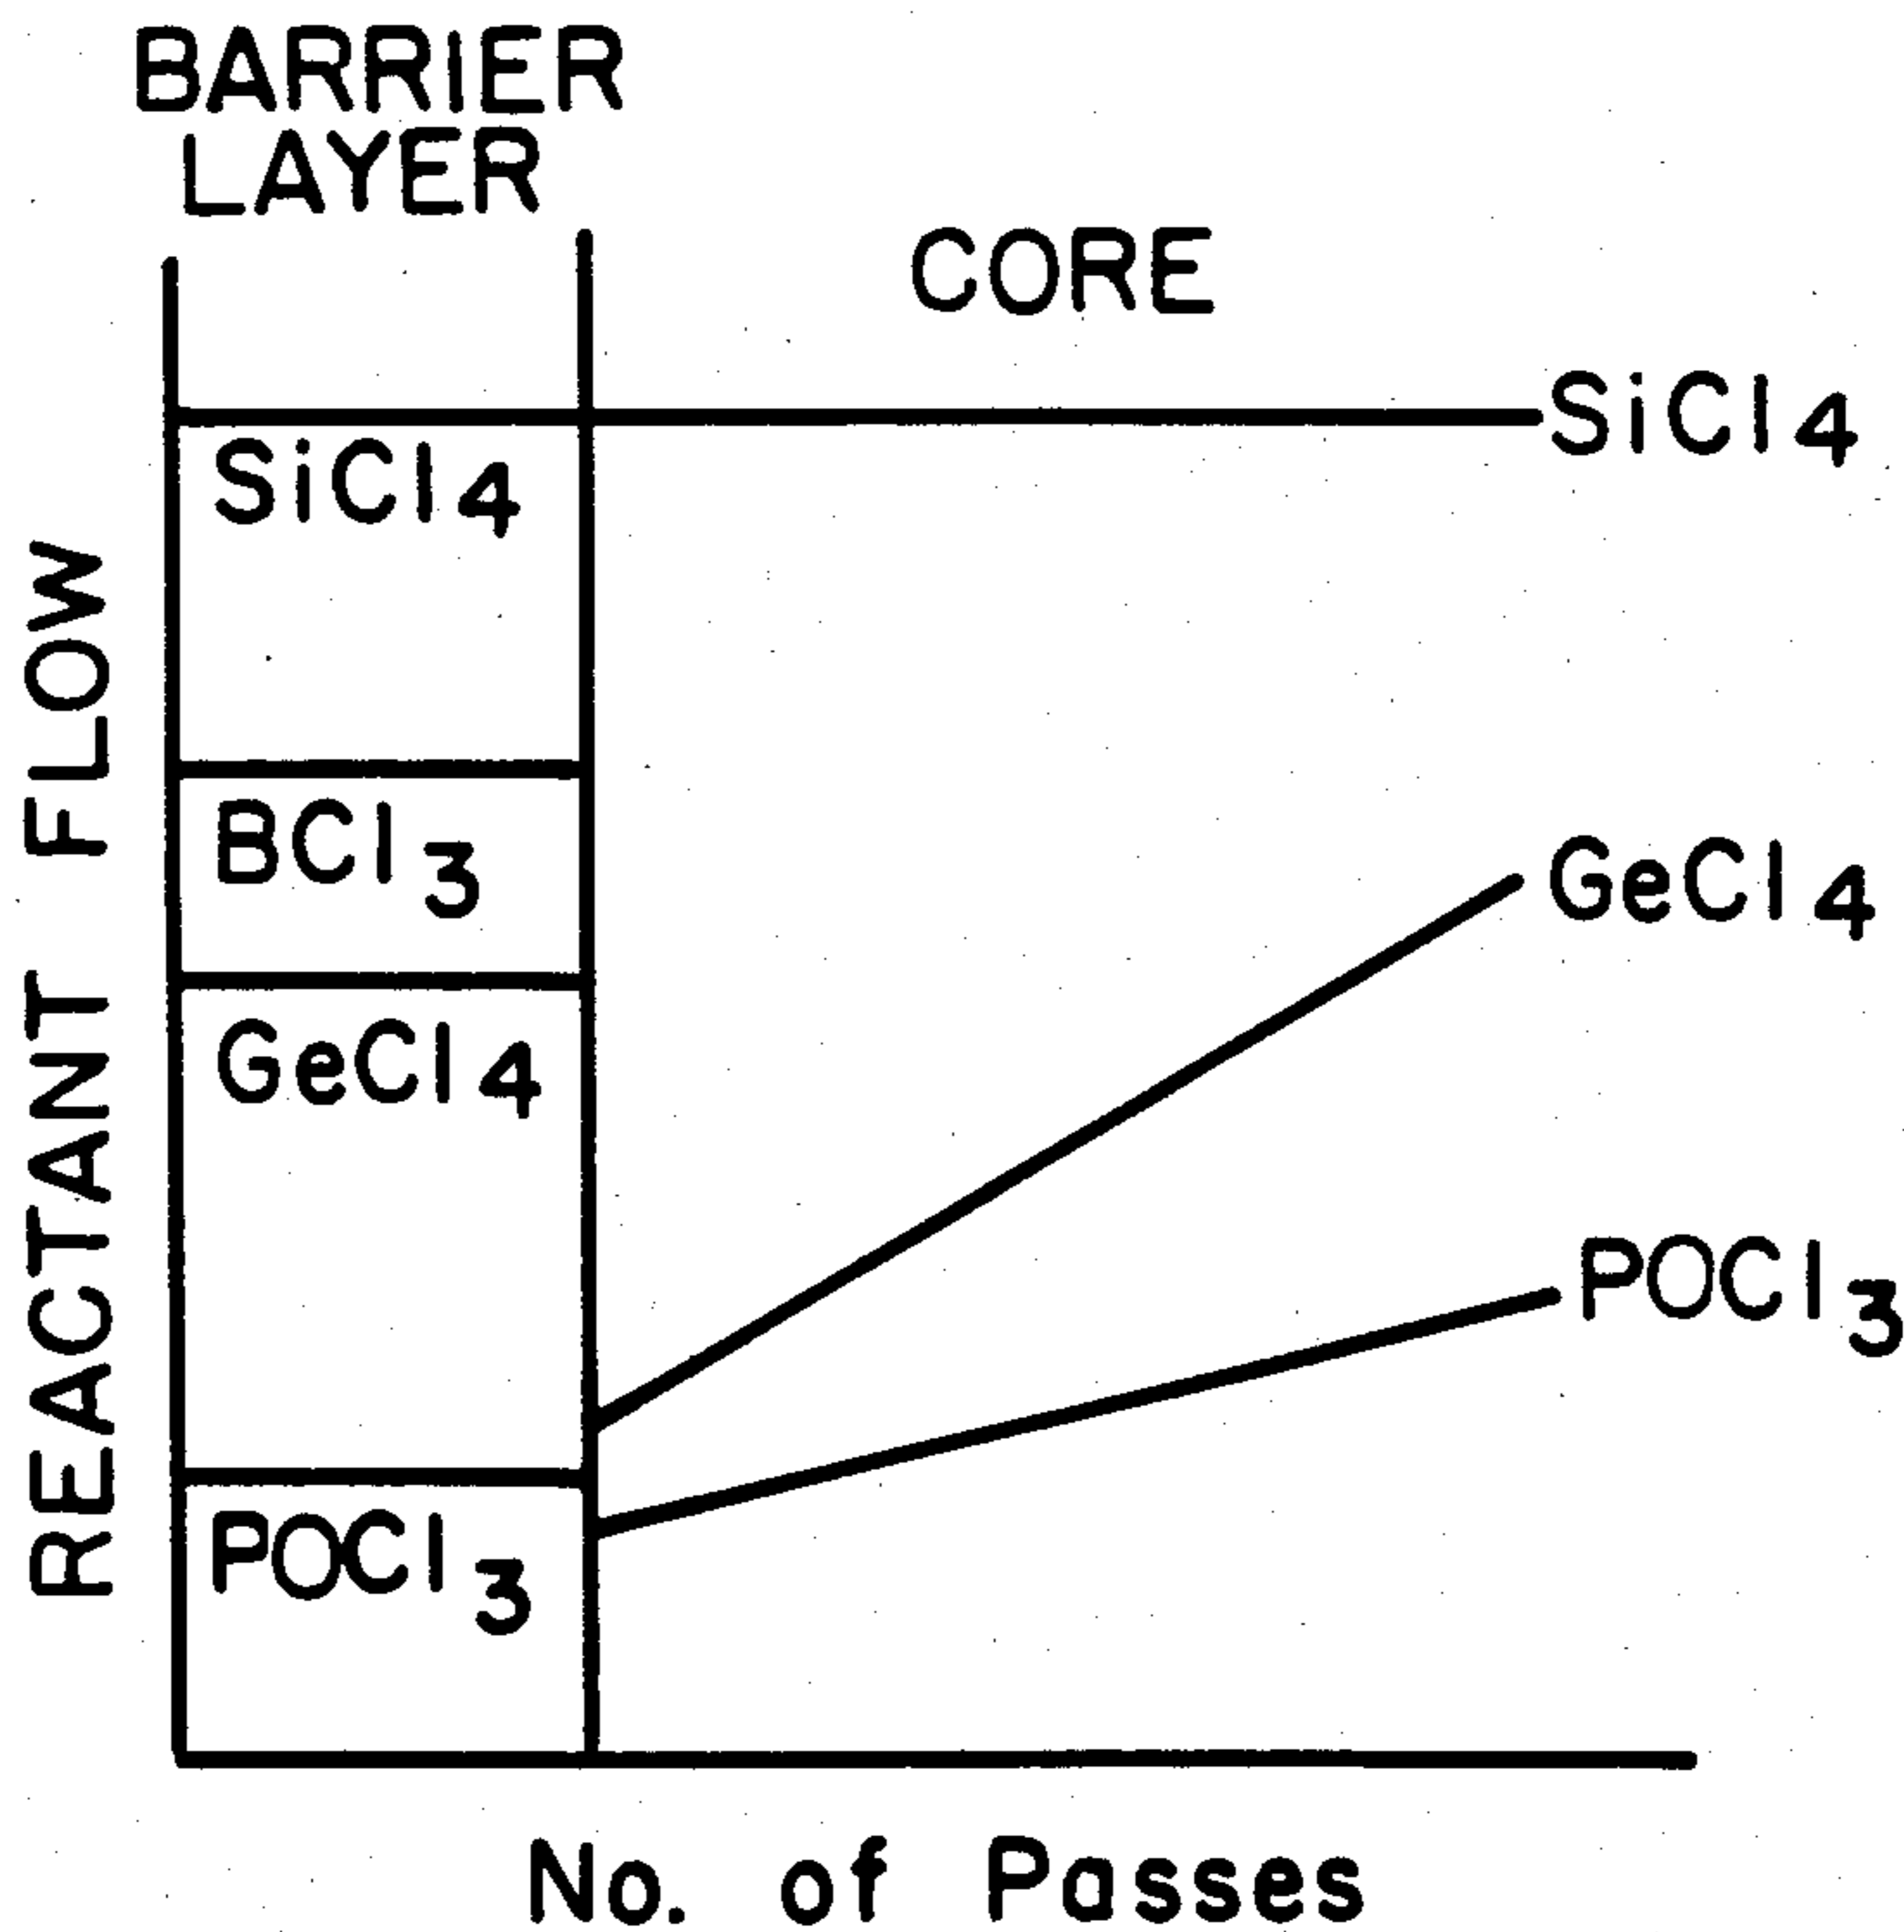 BARRIER
LAYER
CORE
SiCl4
SiCl4
BCl3
GeCl4
GeCl4
POCl3
POCl3
REACTANT FLOW
No. of Passes